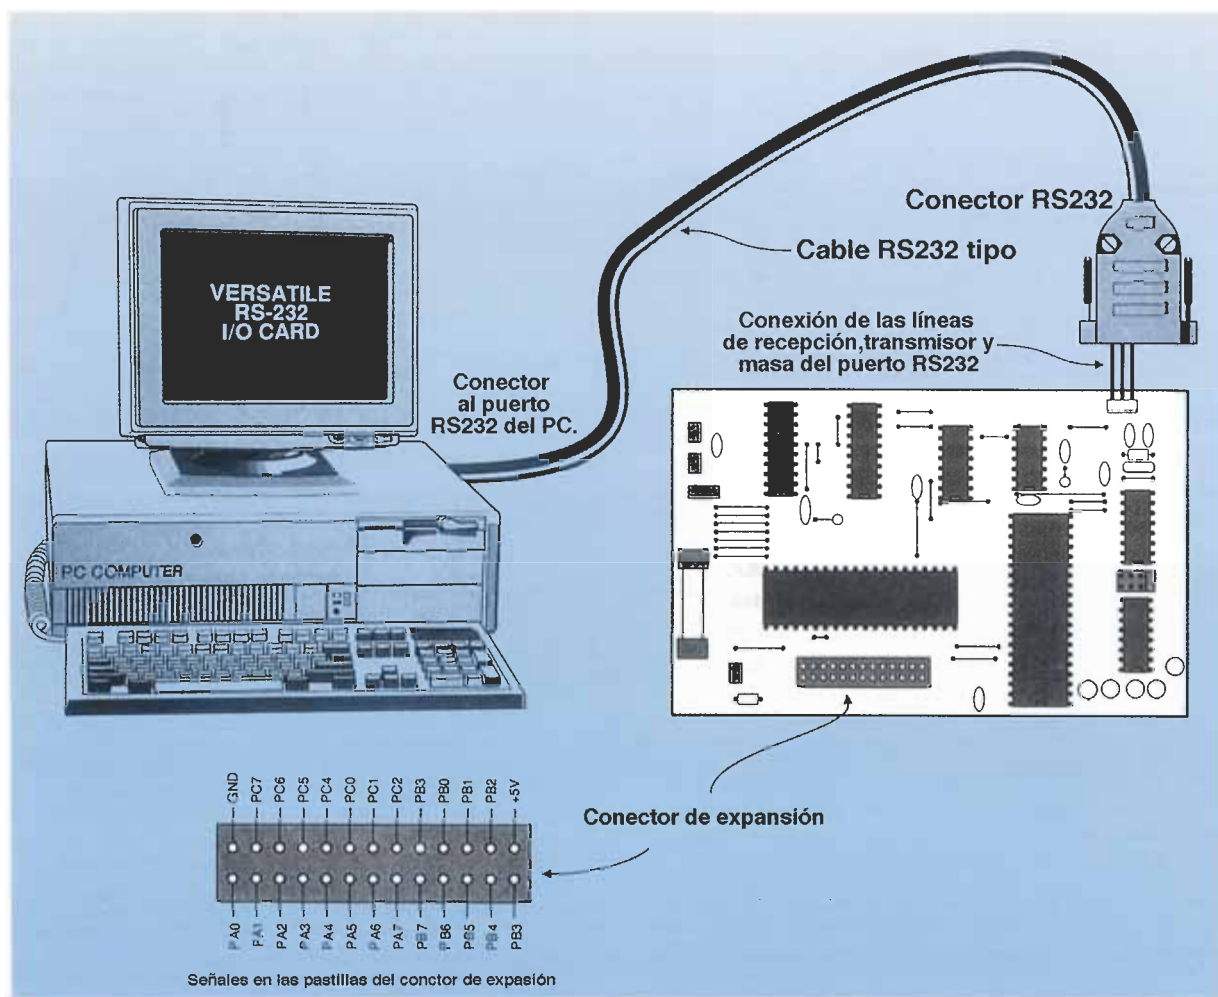 Conector RS232
Cable RS232 tipo
VERSATILE
RS-232
I/O CARD
Conexión de las líneas
de recepción,transmisor y
masa del puerto RS232
Conector
al puerto
RS232 del PC.
PC COMPUTER
GND PC7 PC6 PC5 PC4 PC0 PC1 PC2 PB3 PB0 PB1 PB2 +5V
Conector de expansión
PA0 PA1 PA2 PA3 PA4 PA5 PA6 PA7 PB7 PB6 PB5 PB4 PB3
Señales en las pastillas del conctor de expasión